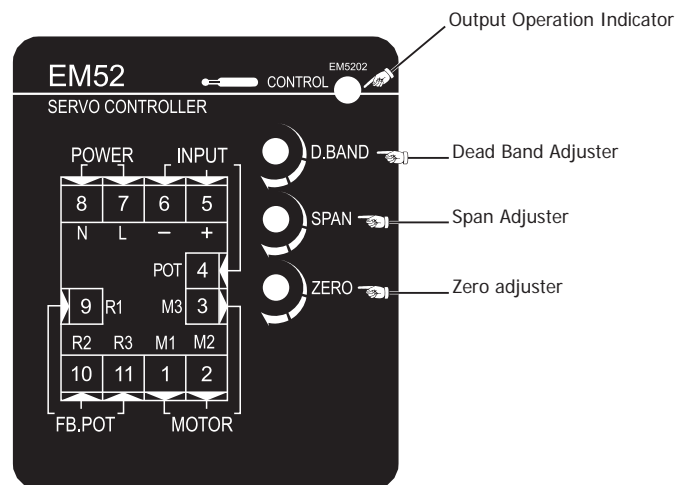 Output Operation Indicator
EM5202
EM52
CONTROL
SERVO CONTROLLER
POWER INPUT
D.BAND
Dead Band Adjuster
8 7 6 5
N L − +
SPAN
Span Adjuster
POT 4
9 R1 M3 3
ZERO
Zero adjuster
R2 R3 M1 M2
10 11 1 2
FB.POT MOTOR